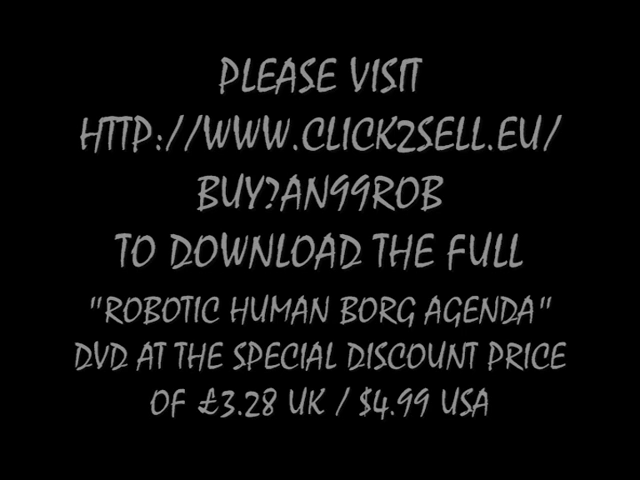 PLEASE VISIT
HTTP://WWW.CLICK2SELL.EU/
BUY?AN99ROB
TO DOWNLOAD THE FULL
"ROBOTIC HUMAN BORG AGENDA"
DVD AT THE SPECIAL DISCOUNT PRICE
OF £3.28 UK / $4.99 USA